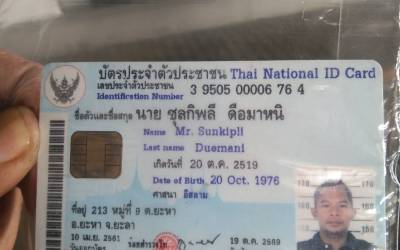 บัตรประจำตัวประชาชน Thai National ID Card
เลขประจำตัวประชาชน
Identification Number
3 9505 00006 76 4
ชื่อตัวและชื่อสกุล นาย ซุลกิพลี ดือมาหนิ
Name Mr. Sunkipli
Last name Duemani
เกิดวันที่ 20 ต.ค. 2519
Date of Birth 20 Oct. 1976
ศาสนา อิสลาม
ที่อยู่ 213 หมู่ที่ 9 ต.ยะหา
อ.ยะหา จ.ยะลา
10 เม.ย. 2561
19 ต.ค. 2569